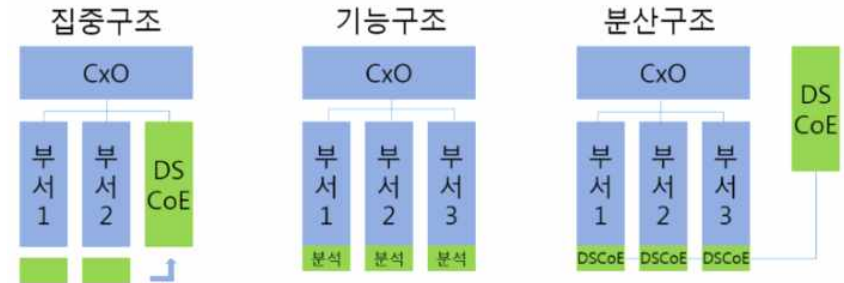 집중구조
CxO
부서1
부서2
DS CoE
기능구조
CxO
부서1
부서2
부서3
분석
분석
분석
분산구조
CxO
부서1
부서2
부서3
DSCoE
DSCoE
DSCoE
DS CoE